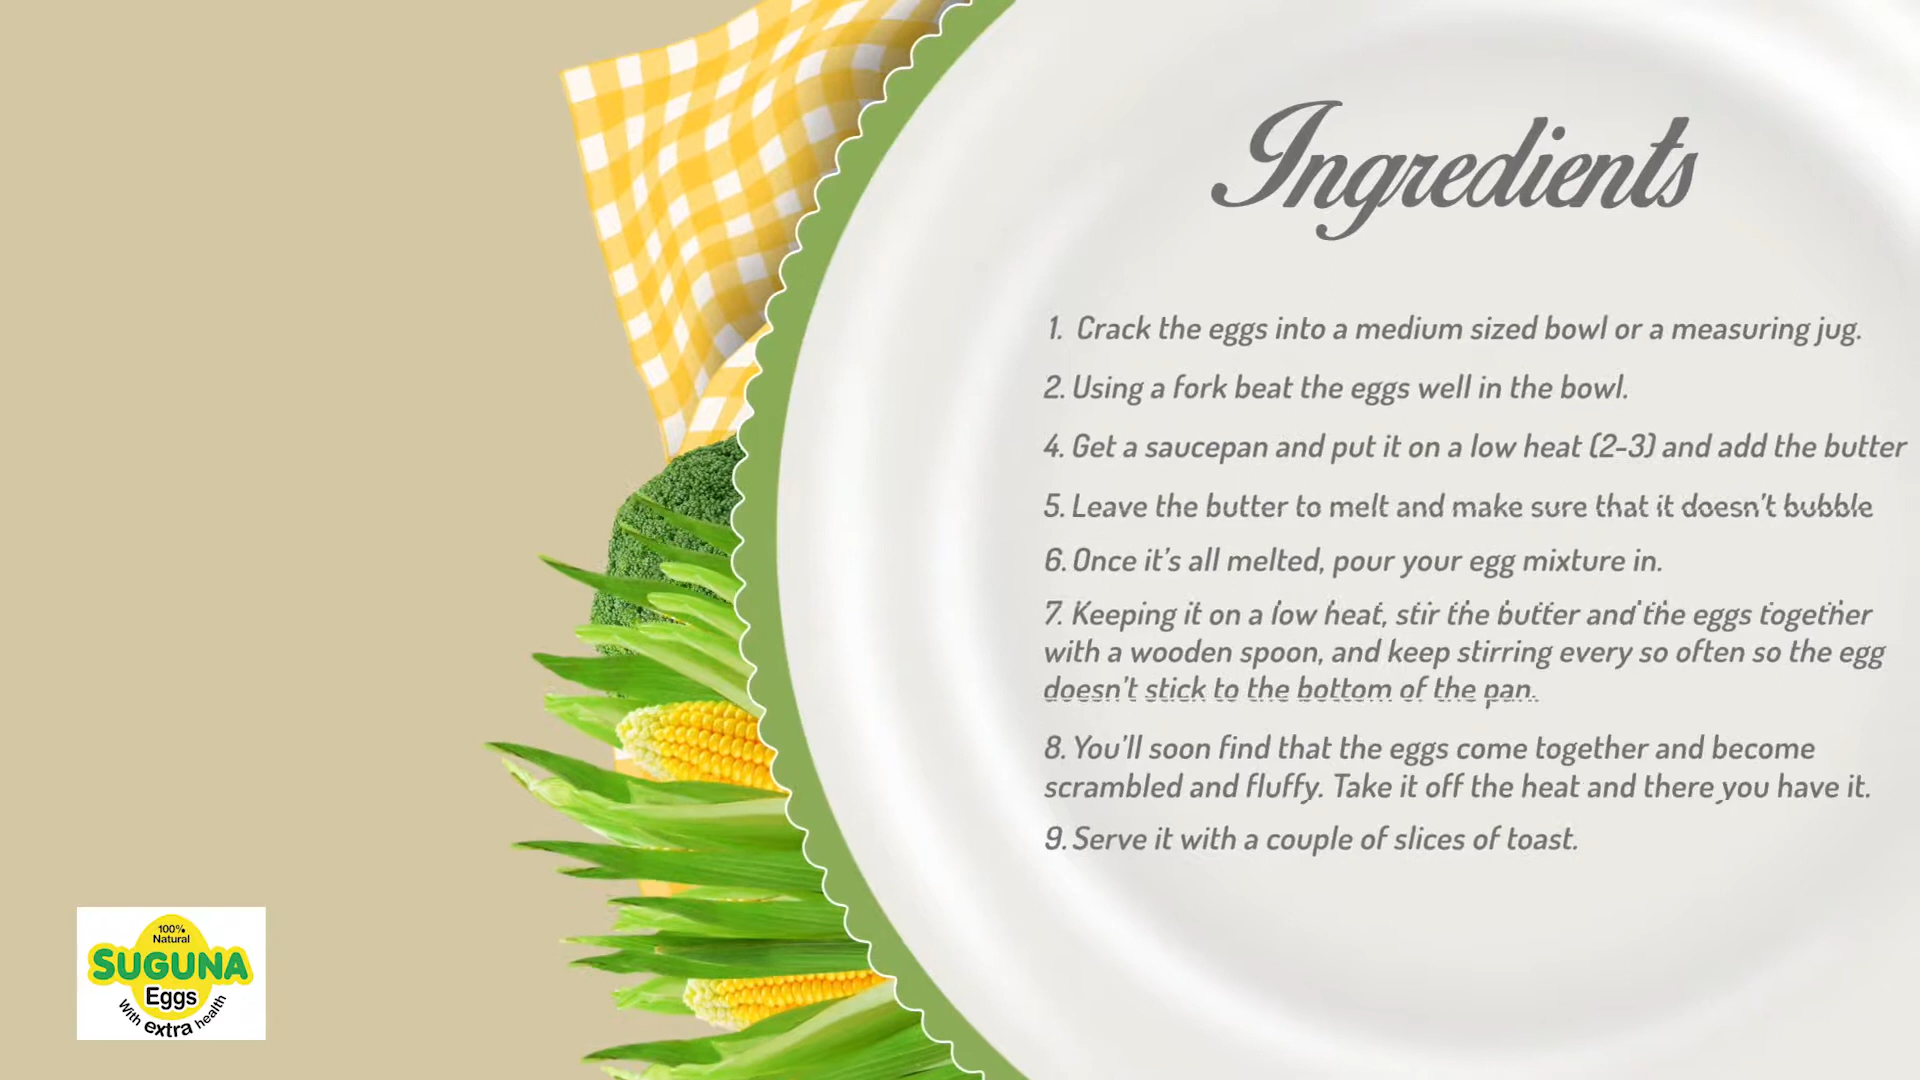 Ingredients
1. Crack the eggs into a medium sized bowl or a measuring jug.
2. Using a fork beat the eggs well in the bowl.
4. Get a saucepan and put it on a low heat (2-3) and add the butter
5. Leave the butter to melt and make sure that it doesn't bubble
6. Once it's all melted, pour your egg mixture in.
7. Keeping it on a low heat, stir the butter and the eggs together
with a wooden spoon, and keep stirring every so often so the egg
doesn't stick to the bottom of the pan.
8. You'll soon find that the eggs come together and become
scrambled and fluffy. Take it off the heat and there you have it.
9. Serve it with a couple of slices of toast.
100%
Natural
SUGUNA
Eggs
With extra health